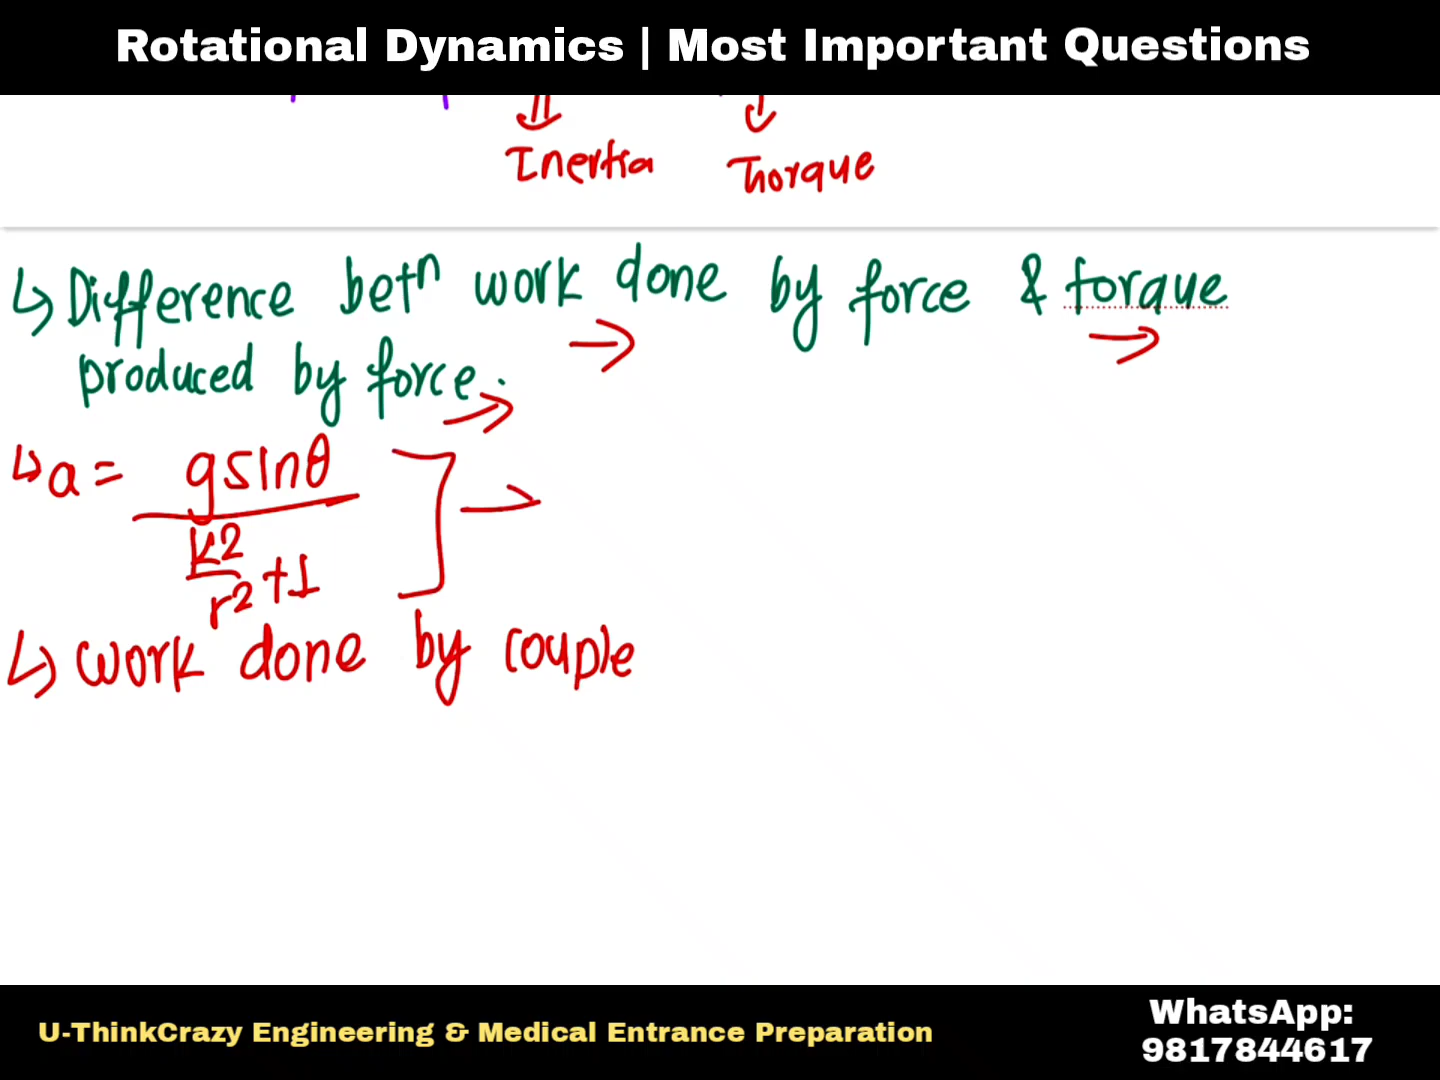 Rotational Dynamics | Most Important Questions
Inertia Torque
↳ Difference betn work done by force & torque
produced by force.
↳ a = gsinθ
k2
r2 +1
↳ work done by couple
U-ThinkCrazy Engineering & Medical Entrance Preparation
WhatsApp:
9817844617